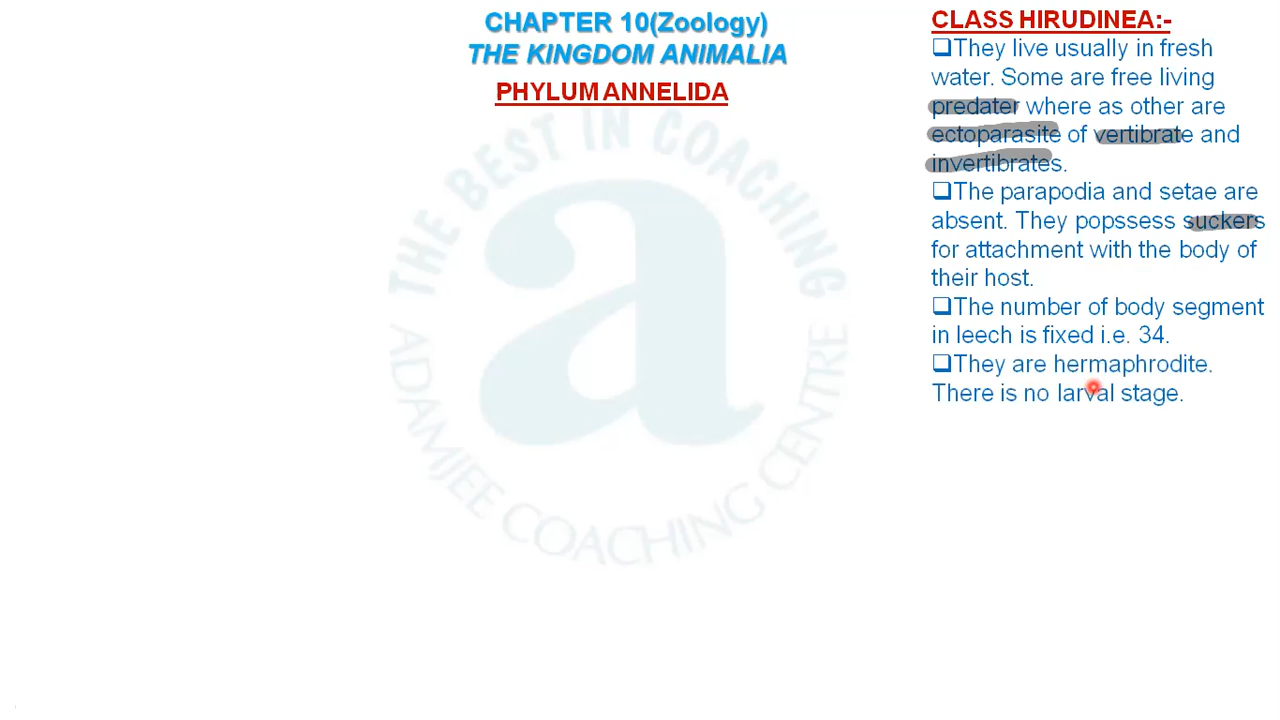 CHAPTER 10(Zoology)
THE KINGDOM ANIMALIA
PHYLUM ANNELIDA
THE BEST IN COACHING
a
ADAMJEE COACHING CENTRE
CLASS HIRUDINEA:-
❑They live usually in fresh
water. Some are free living
predater where as other are
ectoparasite of vertibrate and
invertibrates.
❑The parapodia and setae are
absent. They popssess suckers
for attachment with the body of
their host.
❑The number of body segment
in leech is fixed i.e. 34.
❑They are hermaphrodite.
There is no larval stage.